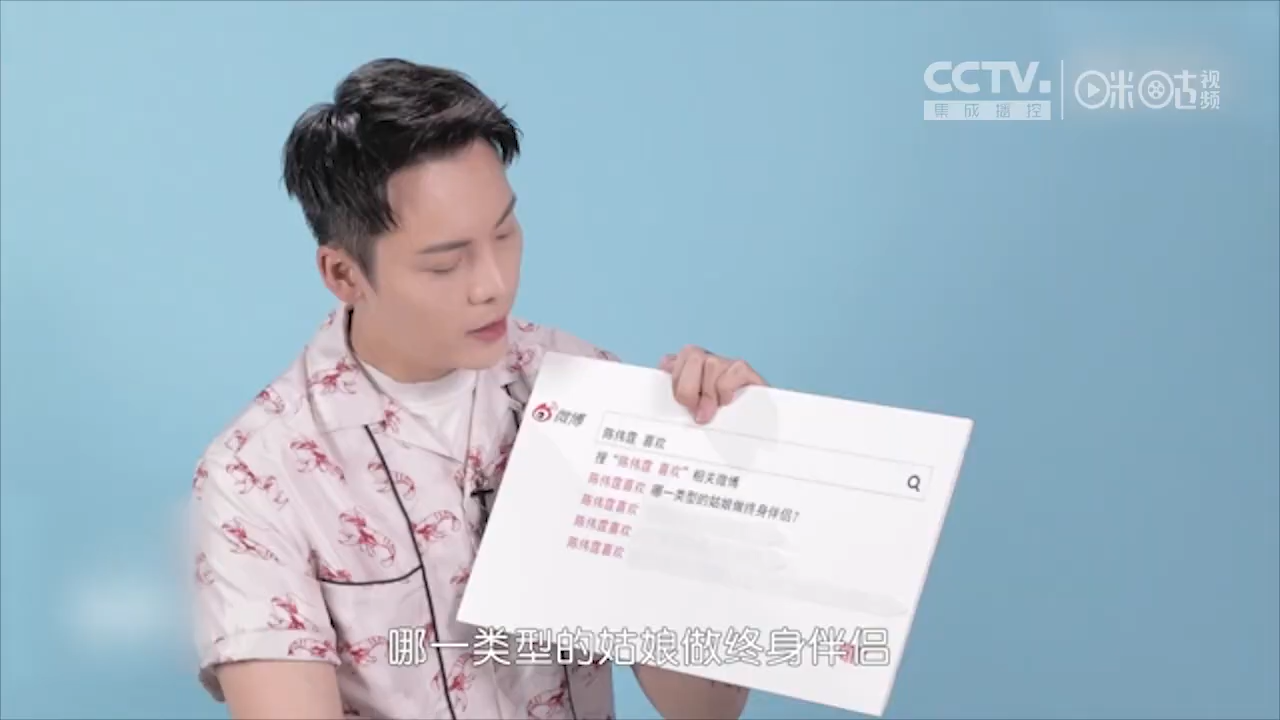 CCTV.
集成播控
咪咕视频
微博
陈伟霆 喜欢
搜“陈伟霆 喜欢”相关微博
陈伟霆喜欢 哪一类型的姑娘做终身伴侣?
陈伟霆喜欢
陈伟霆喜欢
陈伟霆喜欢
哪一类型的姑娘做终身伴侣